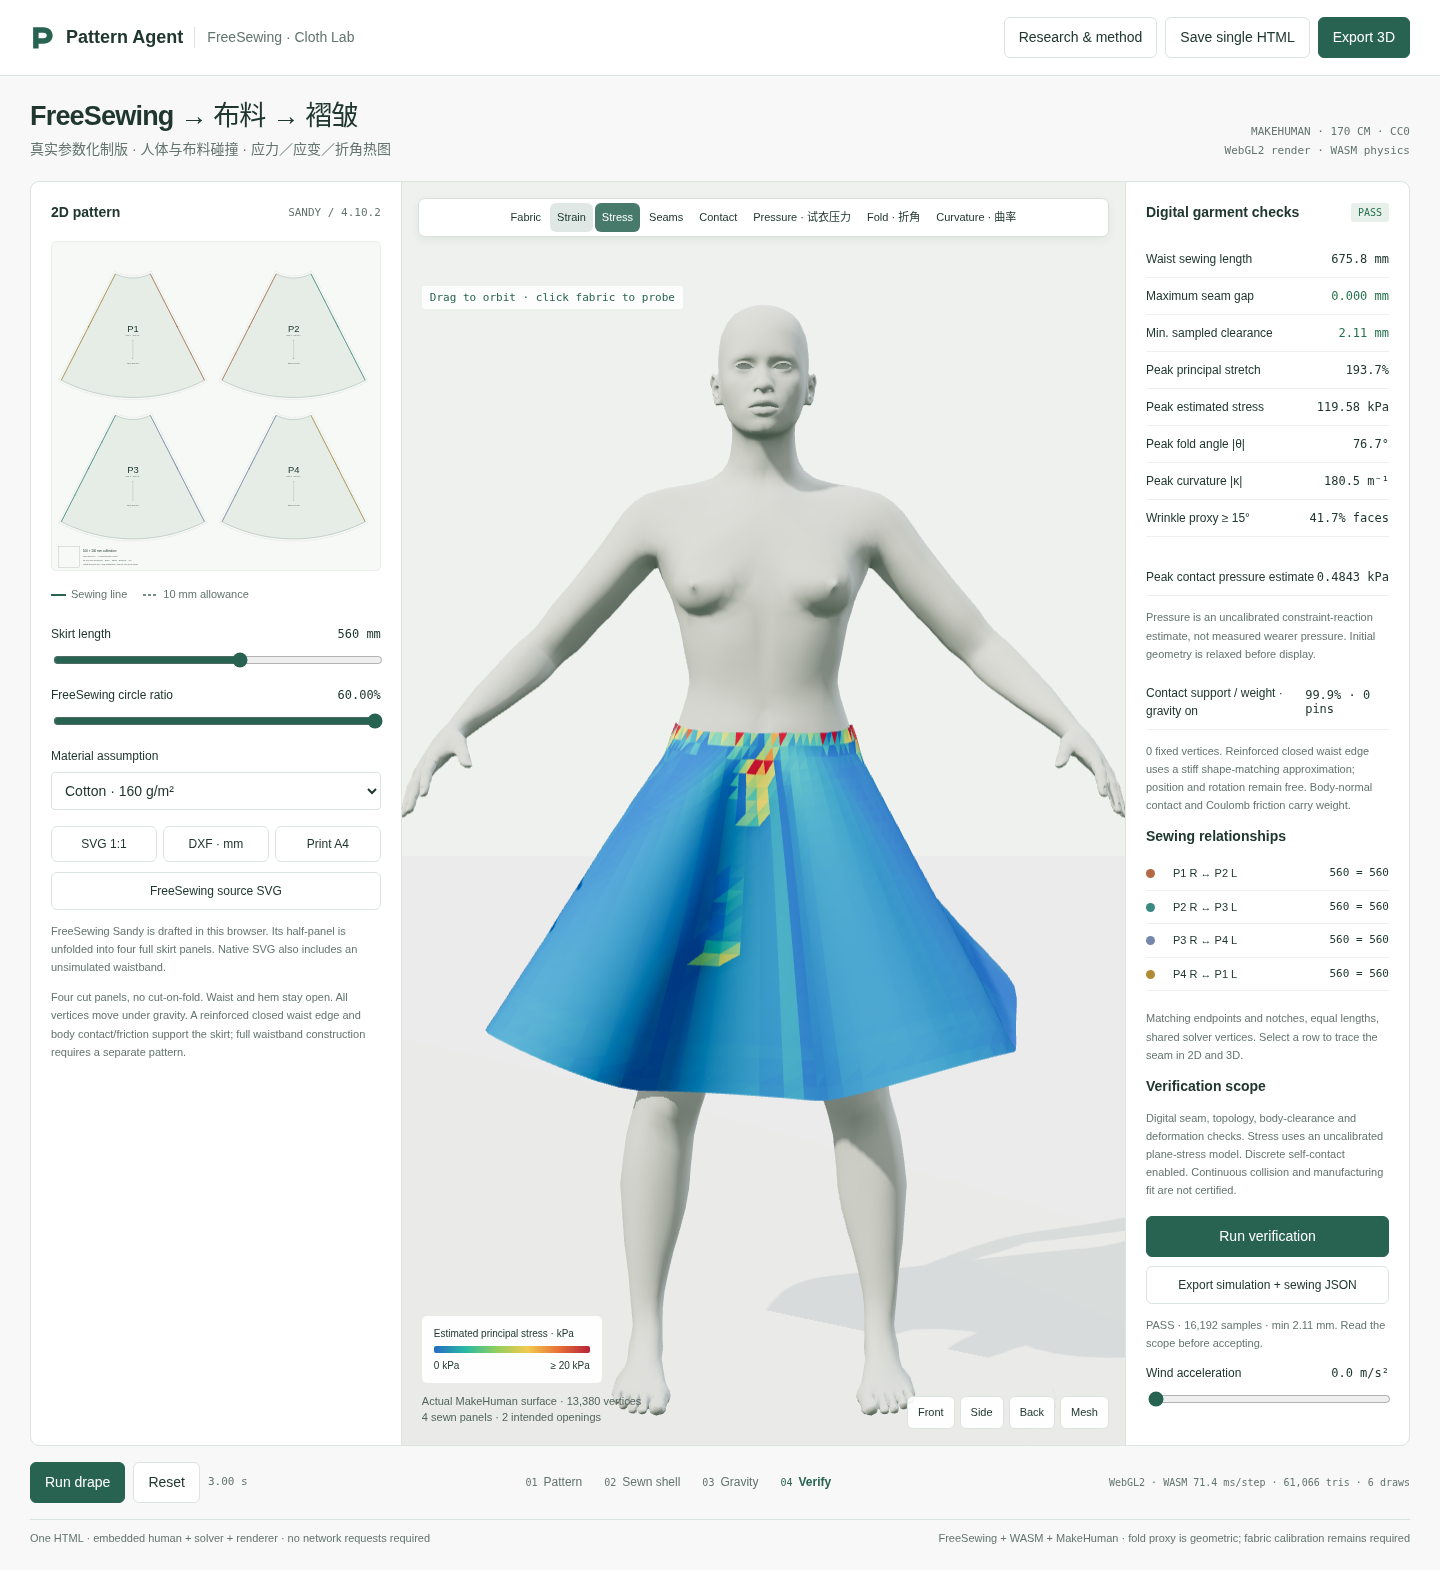 Pattern Agent
FreeSewing · Cloth Lab
Research & method
Save single HTML
Export 3D
FreeSewing → 布料 → 褶皱
真实参数化制版 · 人体与布料碰撞 · 应力／应变／折角热图
MAKEHUMAN · 170 CM · CC0
WebGL2 render · WASM physics
2D pattern
SANDY / 4.10.2
P1
P2
P3
P4
Sewing line
10 mm allowance
Skirt length
560 mm
FreeSewing circle ratio
60.00%
Material assumption
Cotton · 160 g/m²
SVG 1:1
DXF · mm
Print A4
FreeSewing source SVG
FreeSewing Sandy is drafted in this browser. Its half-panel is
unfolded into four full skirt panels. Native SVG also includes an
unsimulated waistband.
Four cut panels, no cut-on-fold. Waist and hem stay open. All
vertices move under gravity. A reinforced closed waist edge and
body contact/friction support the skirt; full waistband construction
requires a separate pattern.
Fabric
Strain
Stress
Seams
Contact
Pressure · 试衣压力
Fold · 折角
Curvature · 曲率
Drag to orbit · click fabric to probe
Estimated principal stress · kPa
0 kPa
≥ 20 kPa
Actual MakeHuman surface · 13,380 vertices
4 sewn panels · 2 intended openings
Front
Side
Back
Mesh
Digital garment checks
PASS
Waist sewing length
675.8 mm
Maximum seam gap
0.000 mm
Min. sampled clearance
2.11 mm
Peak principal stretch
193.7%
Peak estimated stress
119.58 kPa
Peak fold angle |θ|
76.7°
Peak curvature |κ|
180.5 m⁻¹
Wrinkle proxy ≥ 15°
41.7% faces
Peak contact pressure estimate
0.4843 kPa
Pressure is an uncalibrated constraint-reaction
estimate, not measured wearer pressure. Initial
geometry is relaxed before display.
Contact support / weight ·
gravity on
99.9% · 0
pins
0 fixed vertices. Reinforced closed waist edge
uses a stiff shape-matching approximation;
position and rotation remain free. Body-normal
contact and Coulomb friction carry weight.
Sewing relationships
P1 R ↔ P2 L
560 = 560
P2 R ↔ P3 L
560 = 560
P3 R ↔ P4 L
560 = 560
P4 R ↔ P1 L
560 = 560
Matching endpoints and notches, equal lengths,
shared solver vertices. Select a row to trace the
seam in 2D and 3D.
Verification scope
Digital seam, topology, body-clearance and
deformation checks. Stress uses an uncalibrated
plane-stress model. Discrete self-contact
enabled. Continuous collision and manufacturing
fit are not certified.
Run verification
Export simulation + sewing JSON
PASS · 16,192 samples · min 2.11 mm. Read the
scope before accepting.
Wind acceleration
0.0 m/s²
Run drape
Reset
3.00 s
01 Pattern
02 Sewn shell
03 Gravity
04 Verify
WebGL2 · WASM 71.4 ms/step · 61,066 tris · 6 draws
One HTML · embedded human + solver + renderer · no network requests required
FreeSewing + WASM + MakeHuman · fold proxy is geometric; fabric calibration remains required